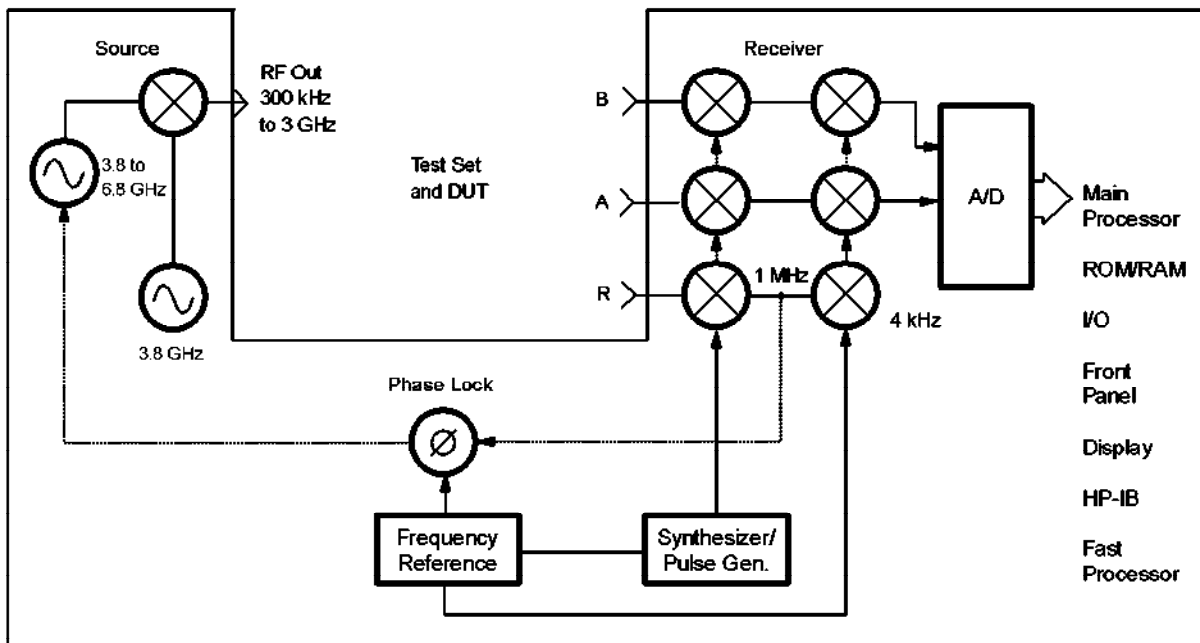 Source
RF Out
300 kHz
to 3 GHz
3.8 to
6.8 GHz
3.8 GHz
Test Set
and DUT
Receiver
B
A
R
1 MHz
4 kHz
A/D
Main
Processor
ROM/RAM
I/O
Front
Panel
Display
HP-IB
Fast
Processor
Phase Lock
Ø
Frequency
Reference
Synthesizer/
Pulse Gen.